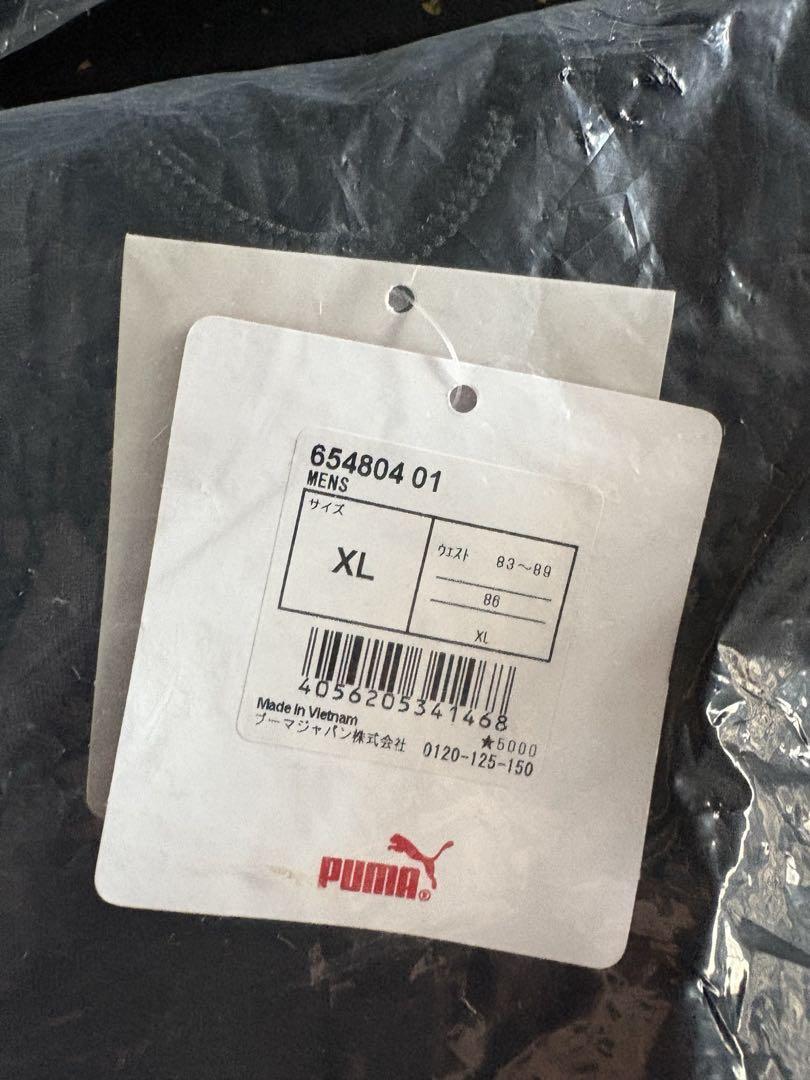 654804 01
MENS
サイズ
XL
ウエスト 83～89
86
XL
4056205341468
Made in Vietnam
★5000
プーマジャパン株式会社 0120-125-150
PUMA®